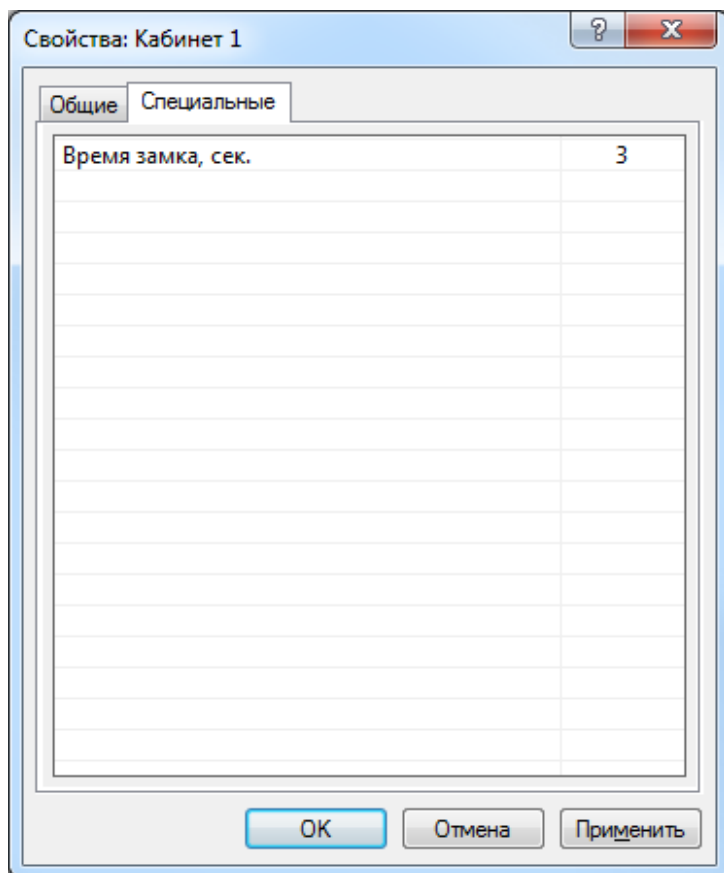 Свойства: Кабинет 1
Общие Специальные
Время замка, сек. 3
OK Отмена Применить